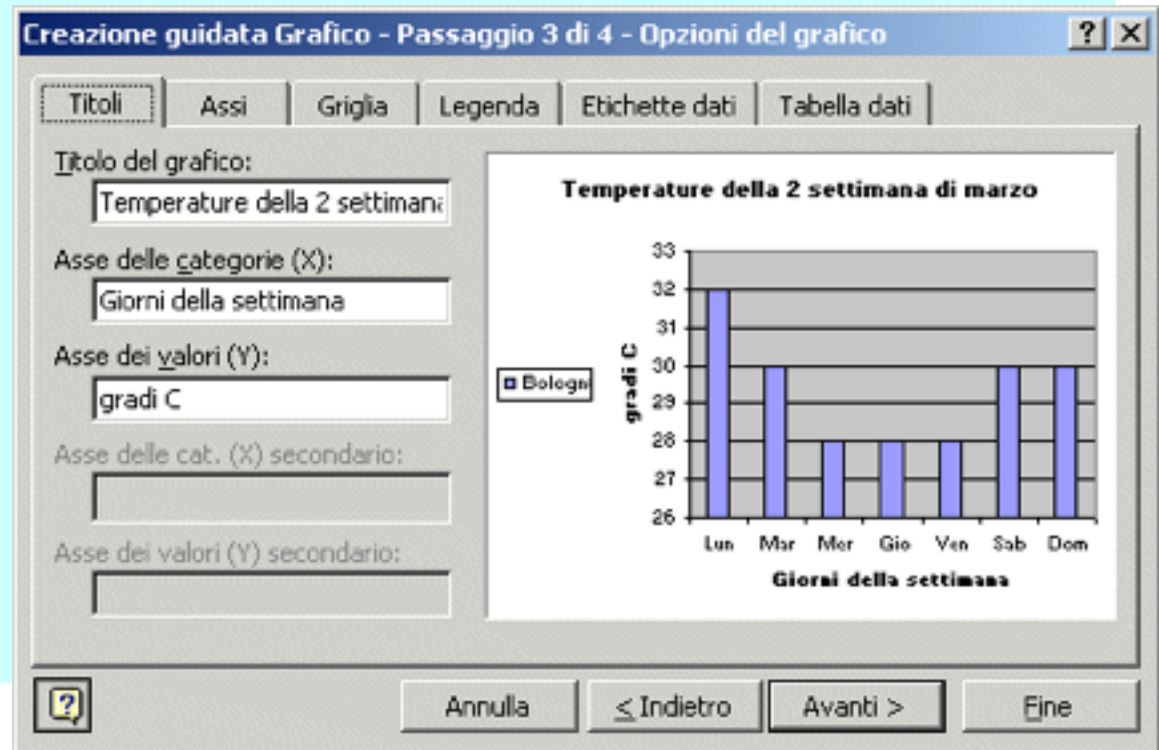 Creazione guidata Grafico - Passaggio 3 di 4 - Opzioni del grafico
Titoli Assi Griglia Legenda Etichette dati Tabella dati
Titolo del grafico:
Temperature della 2 settimana
Asse delle categorie (X):
Giorni della settimana
Asse dei valori (Y):
gradi C
Asse delle cat. (X) secondario:
Asse dei valori (Y) secondario:
Temperature della 2 settimana di marzo
33
32
31
30
29
28
27
26
gradi C
Bologn
Lun Mar Mer Gio Ven Sab Dom
Giorni della settimana
Annulla < Indietro Avanti > Fine